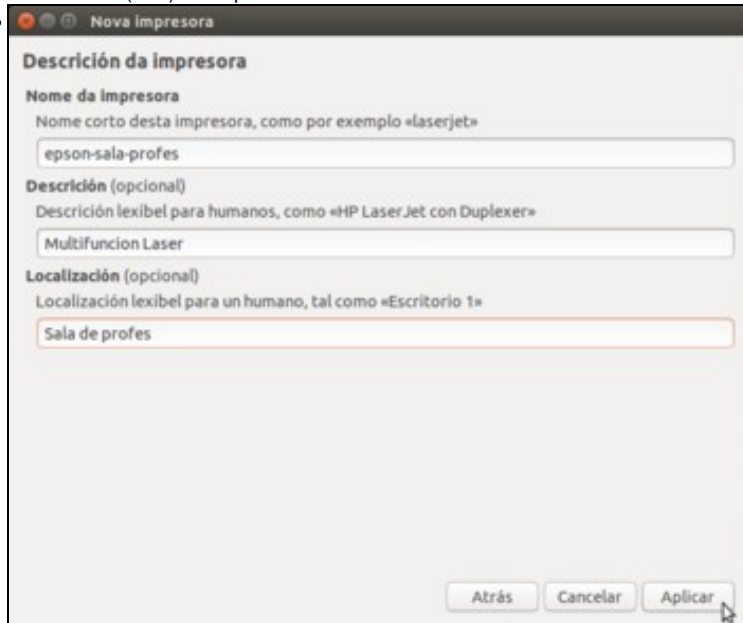 Nova impresora
Descrición da impresora
Nome da impresora
Nome corto desta impresora, como por exemplo «laserjet»
epson-sala-profes
Descrición (opcional)
Descrición lexíbel para humanos, como «HP LaserJet con Duplexer»
Multifuncion Laser
Localización (opcional)
Localización lexíbel para un humano, tal como «Escritorio 1»
Sala de profes
Atrás Cancelar Aplicar